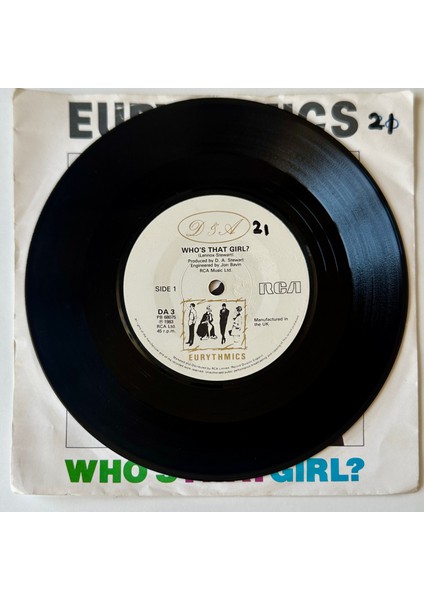 EURYTHMICS 21
D & A 21
WHO'S THAT GIRL?
(Lennox-Stewart)
Produced by D. A. Stewart
Engineered by Jon Bavin
RCA Music Ltd.
SIDE 1
RCA
DA 3
PB 69075
℗ 1983
RCA Ltd.
45 r.p.m.
Manufactured in
the UK.
EURYTHMICS
WHO'S THAT GIRL?